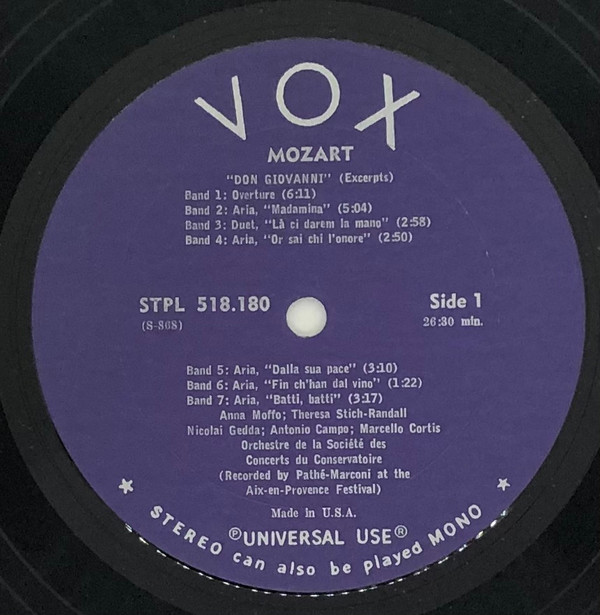 VOX
MOZART
"DON GIOVANNI" (Excerpts)
Band 1: Overture (6:11)
Band 2: Aria, "Madamina" (5:04)
Band 3: Duet, "Là ci darem la mano" (2:58)
Band 4: Aria, "Or sai chi l'onore" (2:50)
STPL 518.180 Side 1
(S-808) 26:30 min.
Band 5: Aria, "Dalla sua pace" (3:10)
Band 6: Aria, "Fin ch'han dal vino" (1:22)
Band 7: Aria, "Batti, batti" (3:17)
Anna Moffo; Theresa Stich-Randall
Nicolai Gedda; Antonio Campo; Marcello Cortis
Orchestre de la Société des
Concerts du Conservatoire
(Recorded by Pathé-Marconi at the
Aix-en-Provence Festival)
Made in U.S.A.
℗UNIVERSAL USE®
STEREO can also be played MONO